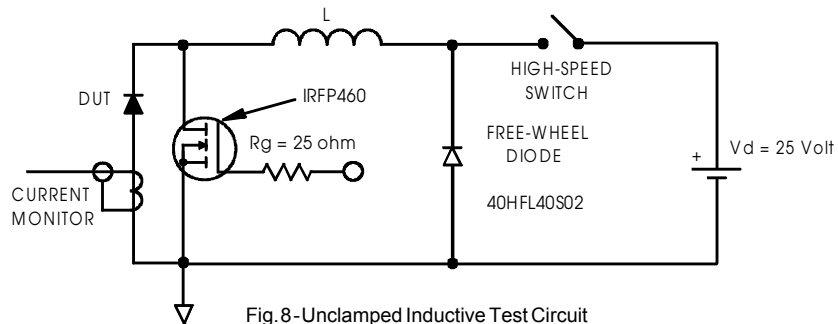 L
HIGH-SPEED
SWITCH
DUT
IRFP460
Rg = 25 ohm
FREE-WHEEL
DIODE
40HFL40S02
+
Vd = 25 Volt
CURRENT
MONITOR
Fig. 8 - Unclamped Inductive Test Circuit